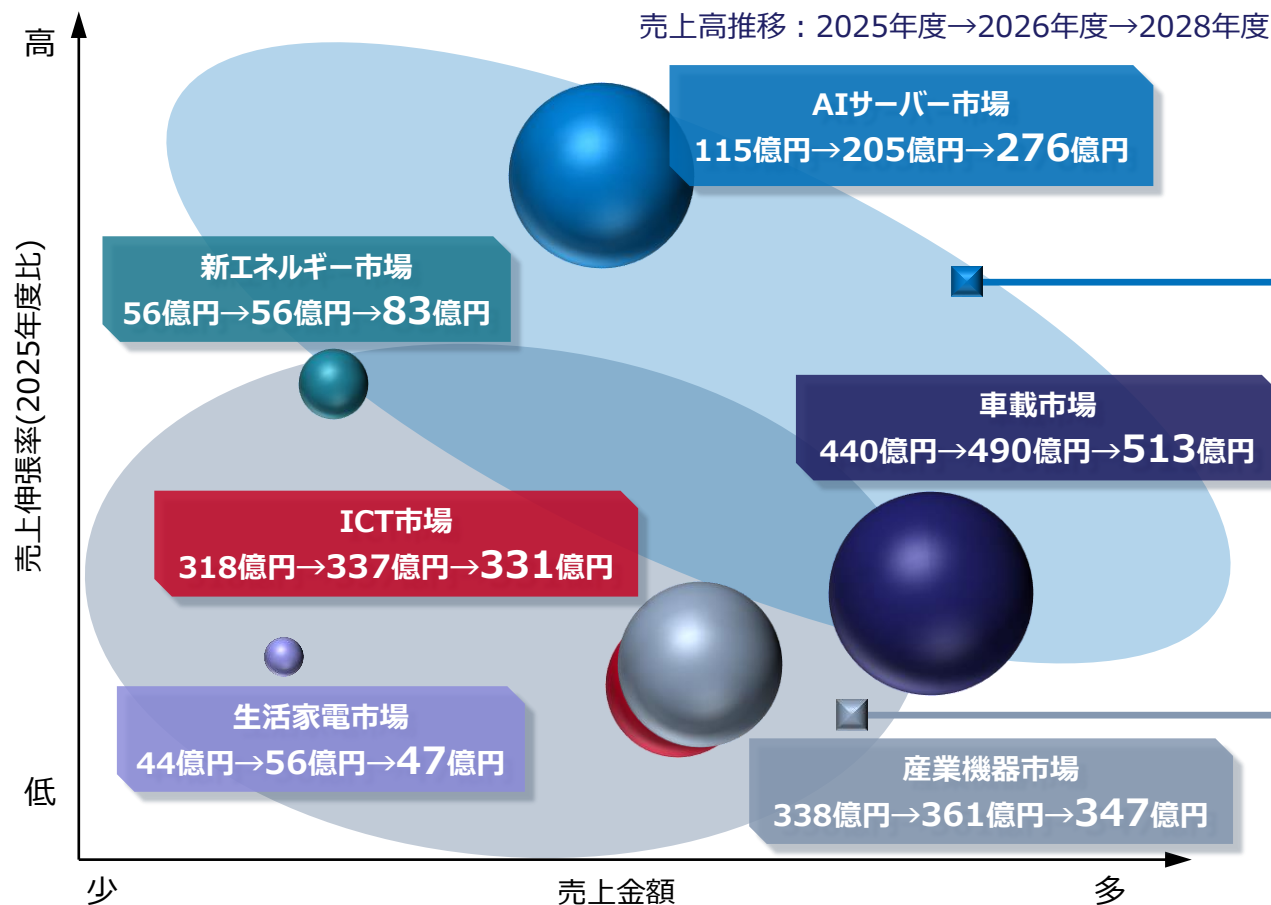 売上高推移：2025年度→2026年度→2028年度
高
AIサーバー市場
115億円→205億円→276億円
新エネルギー市場
56億円→56億円→83億円
車載市場
440億円→490億円→513億円
売上伸張率(2025年度比)
ICT市場
318億円→337億円→331億円
生活家電市場
44億円→56億円→47億円
産業機器市場
338億円→361億円→347億円
低
少
売上金額
多